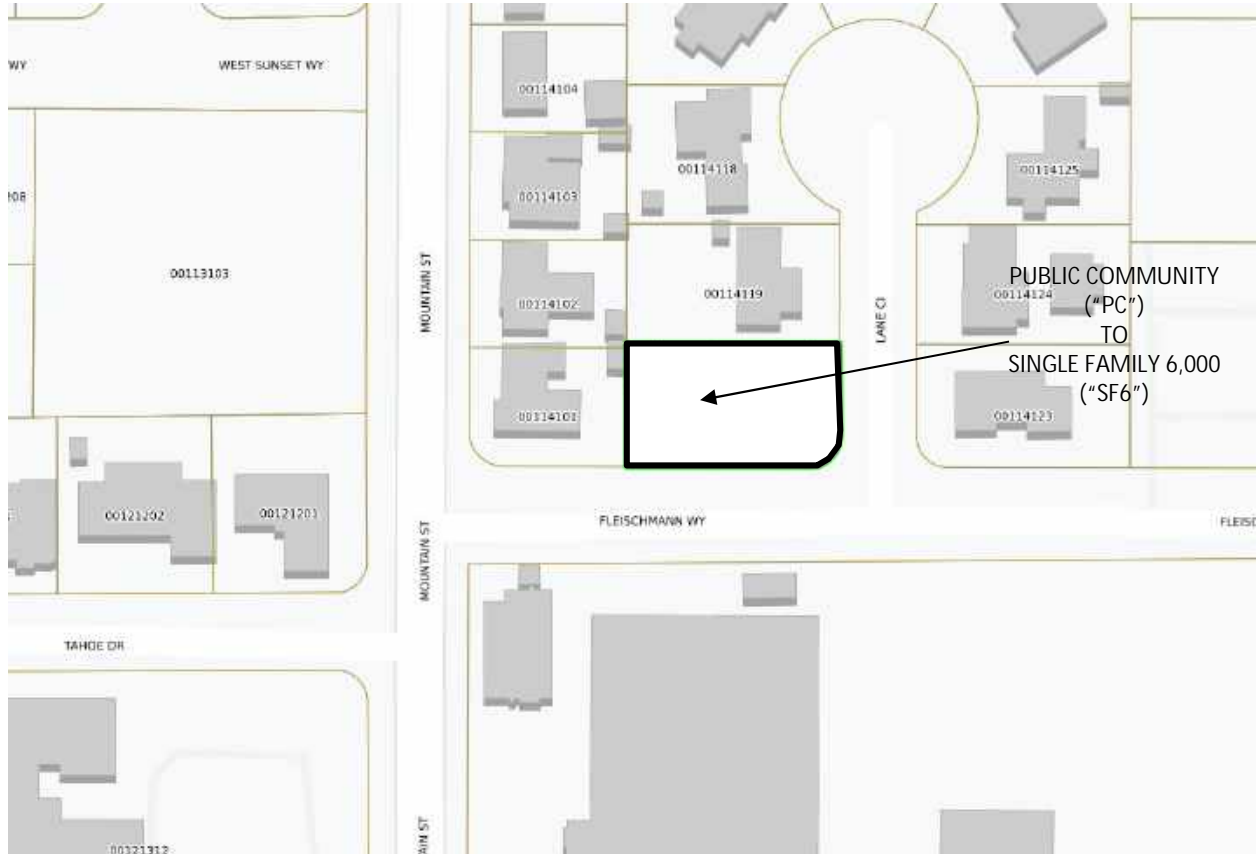 WY
WEST SUNSET WY
00114104
00114103
00114118
00114125
208
00113103
MOUNTAIN ST
00114102
00114119
LANE CI
00114124
PUBLIC COMMUNITY
("PC")
TO
SINGLE FAMILY 6,000
("SF6")
00114101
00114123
00121202
00121201
MOUNTAIN ST
FLEISCHMANN WY
FLEISC
TAHOE DR
AIN ST
00121312